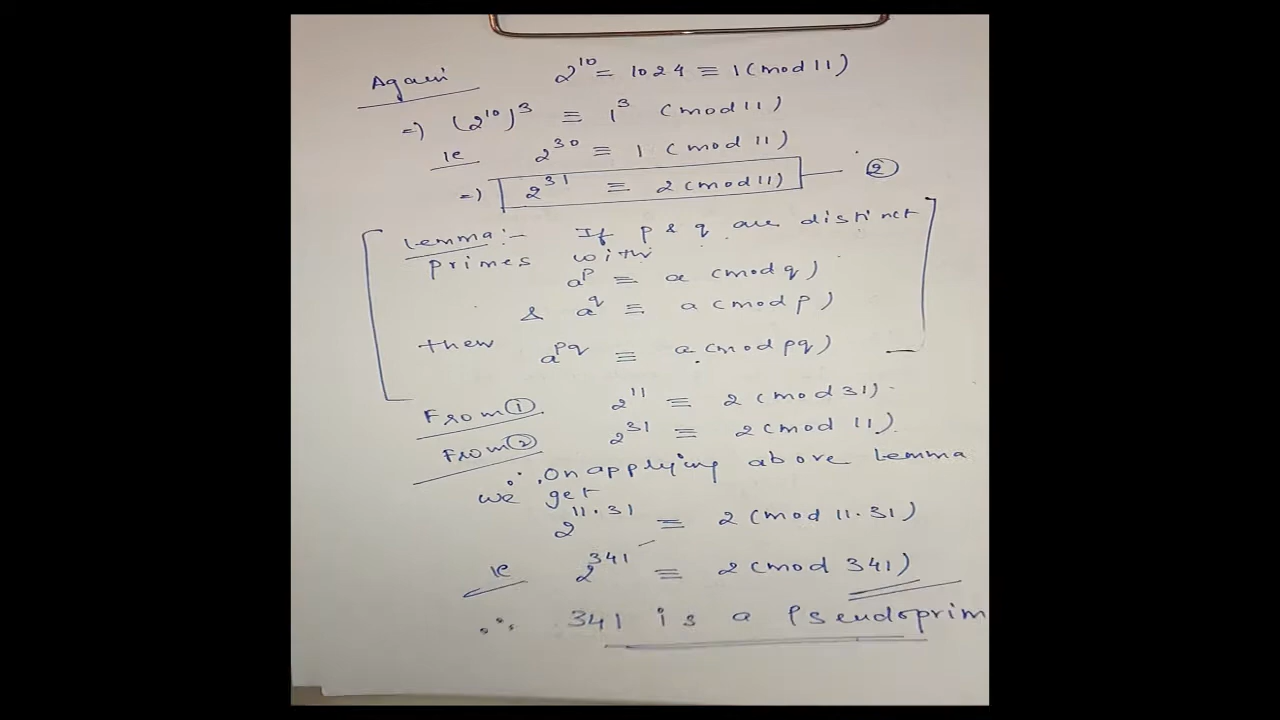 Again 2^10 = 1024 ≡ 1 (mod 11)
=) (2^10)^3 ≡ 1^3 (mod 11)
ie 2^30 ≡ 1 (mod 11)
=) 2^31 ≡ 2 (mod 11) — ②
Lemma:- If p & q are distinct
primes with
a^p ≡ a (mod q)
& a^q ≡ a (mod p)
then a^pq ≡ a (mod pq)
From ① 2^11 ≡ 2 (mod 31).
From ② 2^31 ≡ 2 (mod 11).
∴ On applying above lemma
we get
2^11.31 ≡ 2 (mod 11.31)
ie 2^341 ≡ 2 (mod 341)
∴ 341 is a Pseudoprim